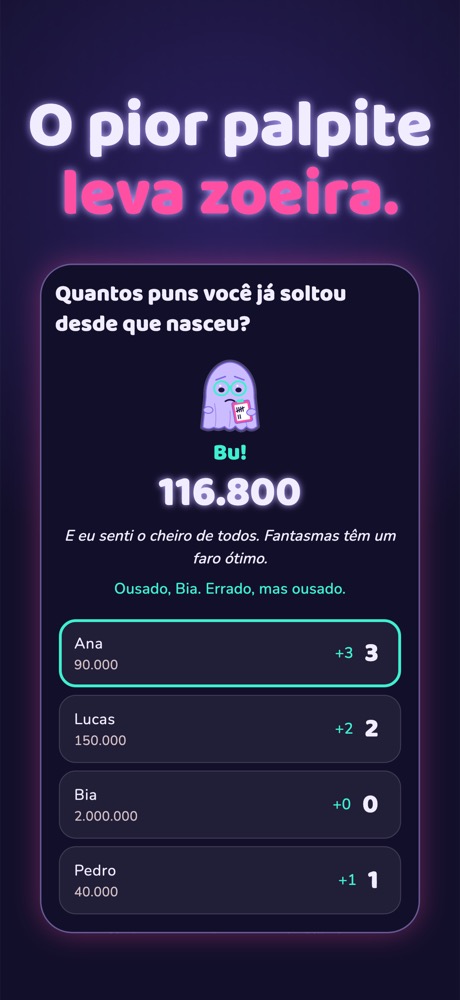 O pior palpite
leva zoeira.
Quantos puns você já soltou
desde que nasceu?
Bu!
116.800
E eu senti o cheiro de todos. Fantasmas têm um
faro ótimo.
Ousado, Bia. Errado, mas ousado.
Ana
90.000
+3 3
Lucas
150.000
+2 2
Bia
2.000.000
+0 0
Pedro
40.000
+1 1